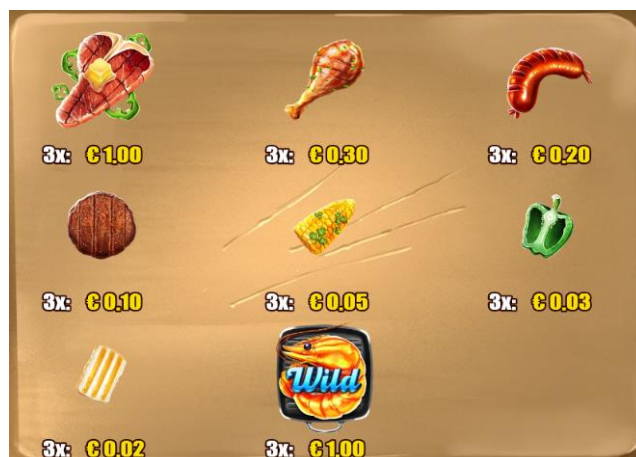 3x: €1,00
3x: €0,30
3x: €0,20
3x: €0,10
3x: €0,05
3x: €0,03
Wild
3x: €0,02
3x: €1,00